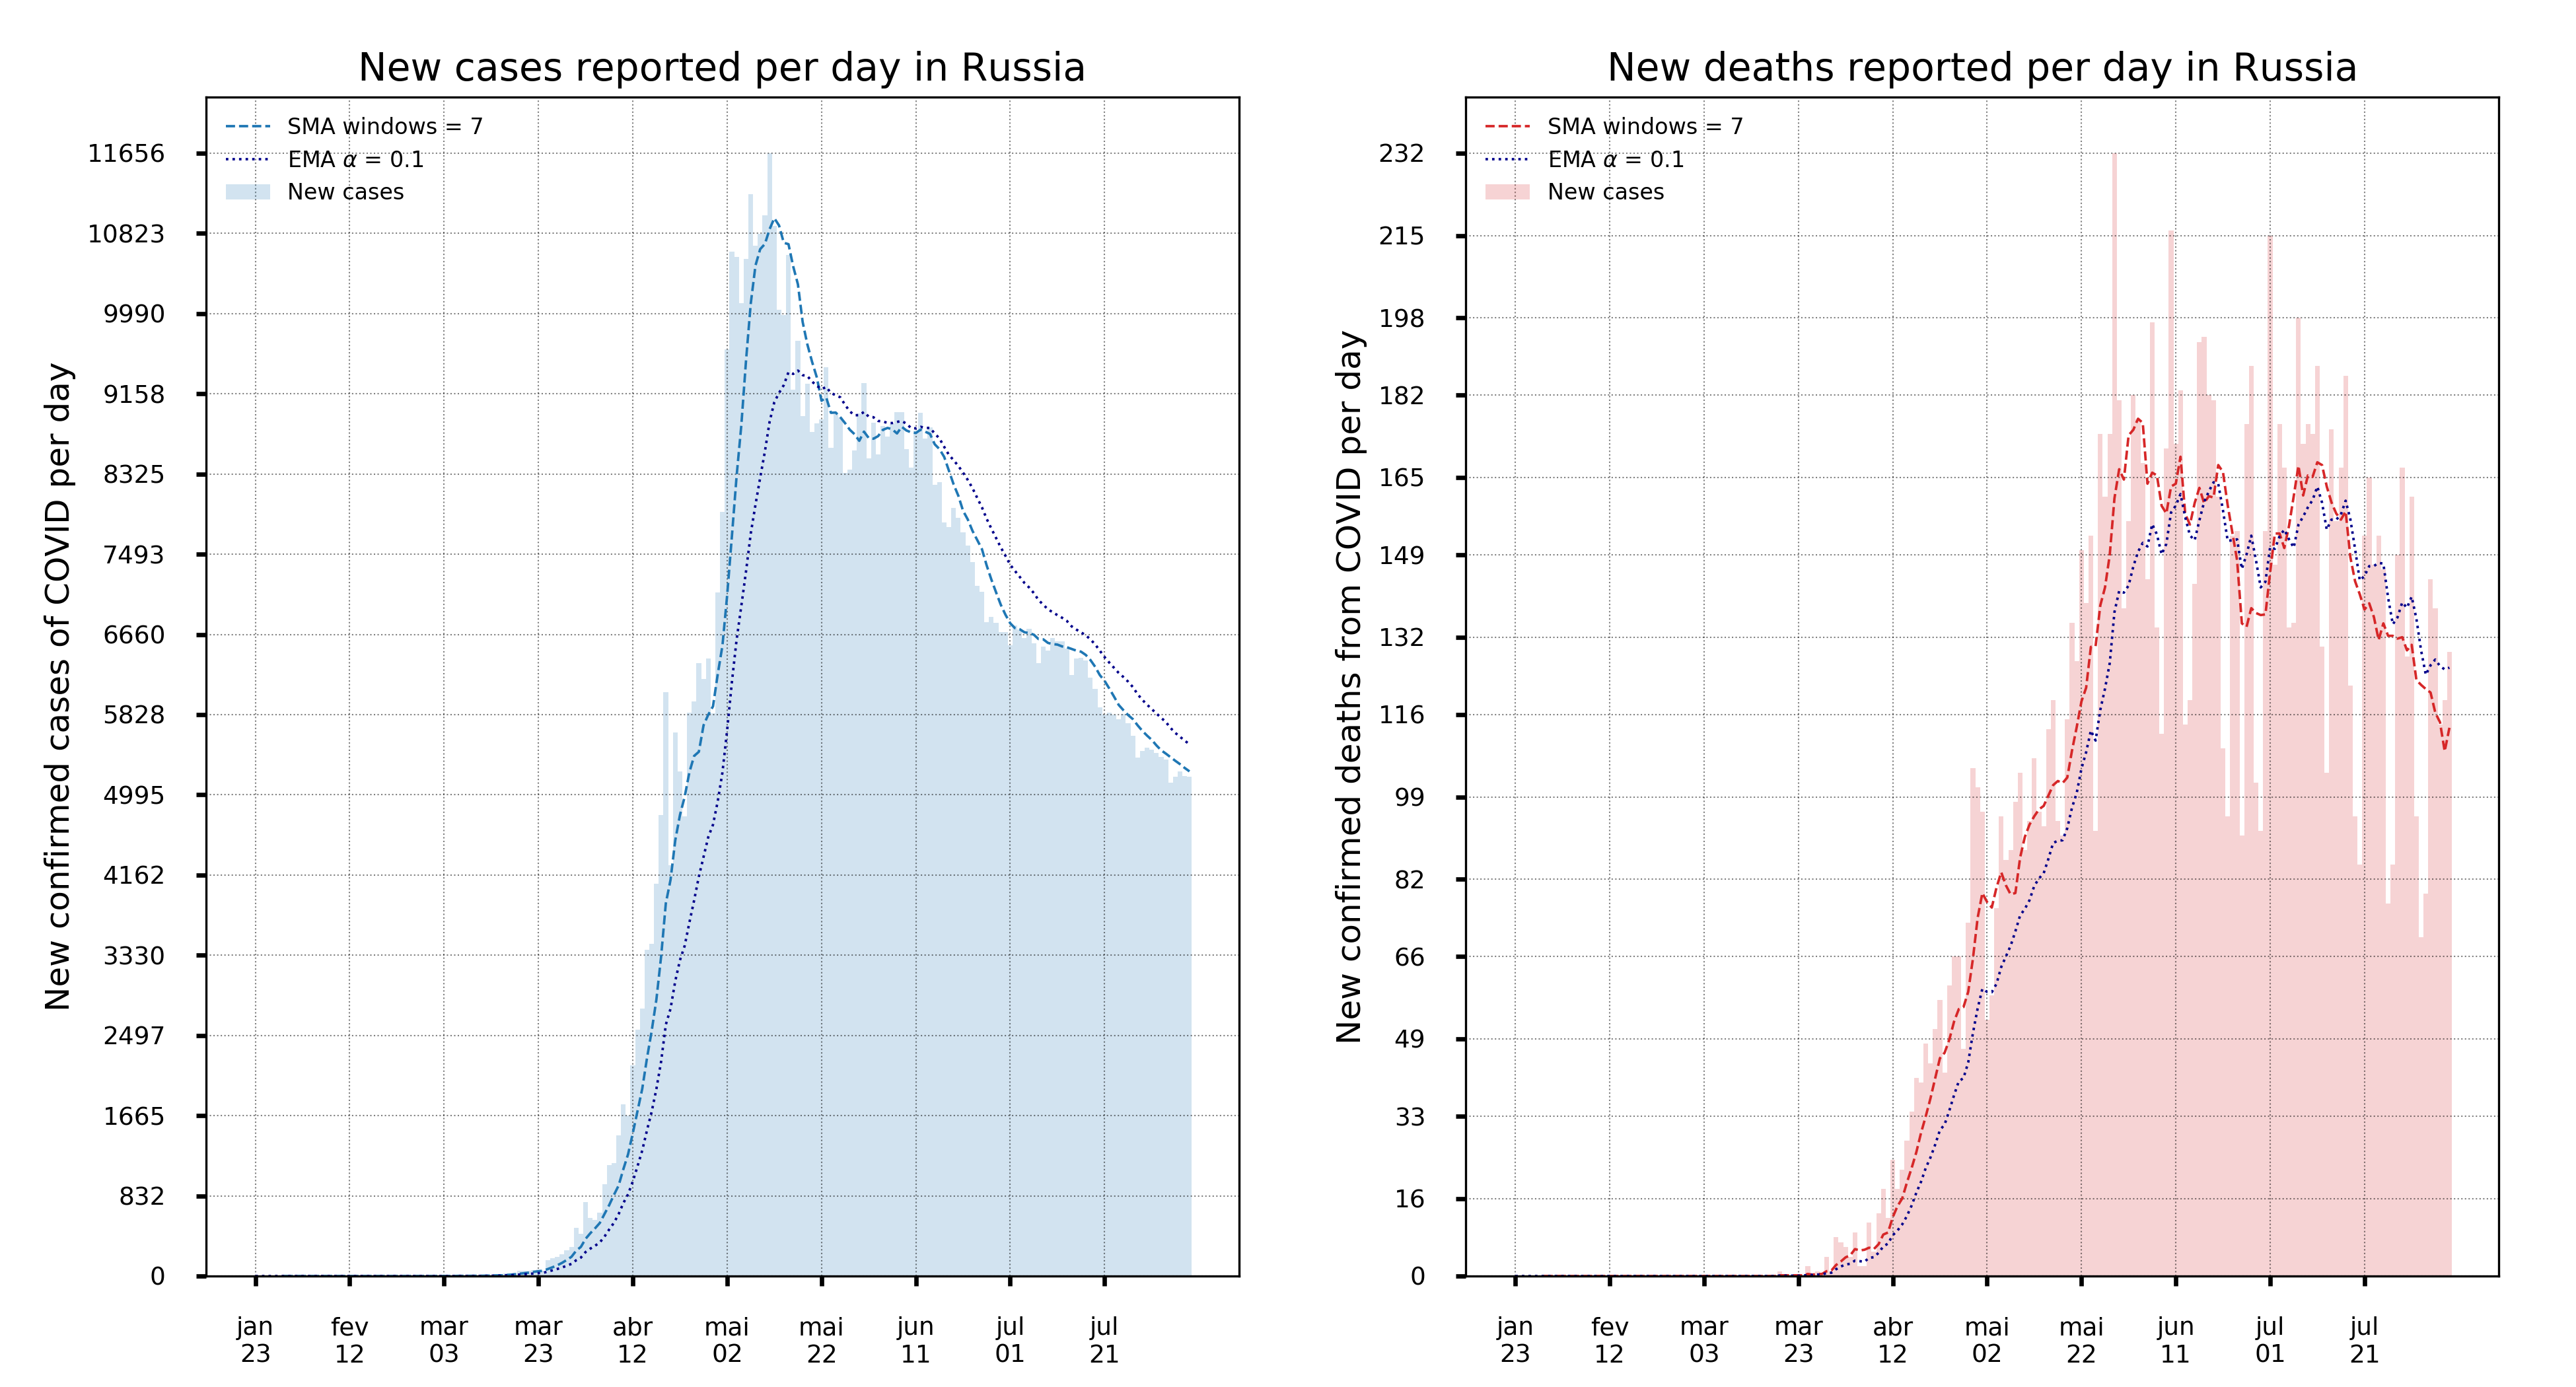 New cases reported per day in Russia
SMA windows = 7
EMA α = 0.1
New cases
New confirmed cases of COVID per day
11656
10823
9990
9158
8325
7493
6660
5828
4995
4162
3330
2497
1665
832
0
jan 23
fev 12
mar 03
mar 23
abr 12
mai 02
mai 22
jun 11
jul 01
jul 21
New deaths reported per day in Russia
SMA windows = 7
EMA α = 0.1
New cases
New confirmed deaths from COVID per day
232
215
198
182
165
149
132
116
99
82
66
49
33
16
0
jan 23
fev 12
mar 03
mar 23
abr 12
mai 02
mai 22
jun 11
jul 01
jul 21